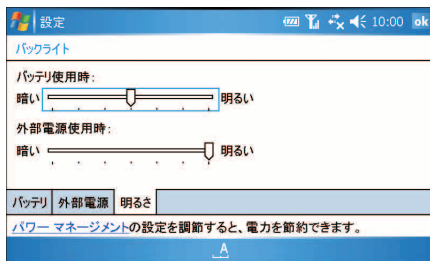 設定 10:00 ok
バックライト
バッテリ使用時:
暗い 明るい
外部電源使用時:
暗い 明るい
バッテリ 外部電源 明るさ
パワー マネージメントの設定を調節すると、電力を節約できます。
A